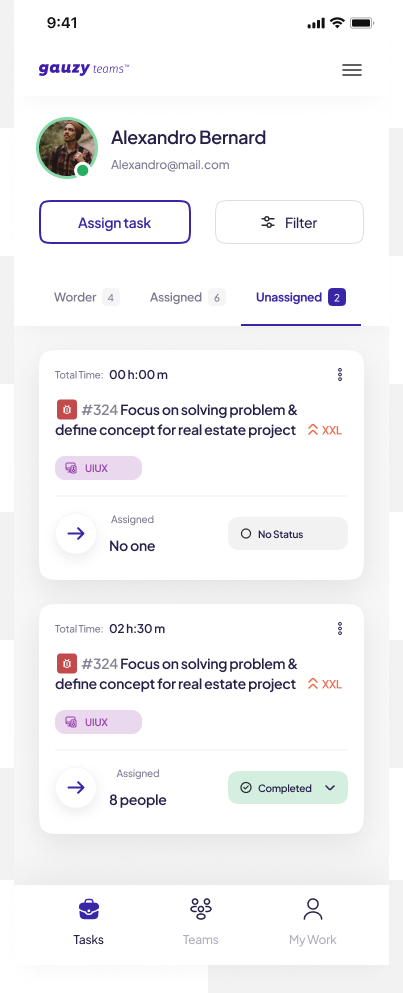 9:41
gauzy teams™
Alexandro Bernard
Alexandro@mail.com
Assign task
Filter
Worder 4
Assigned 6
Unassigned 2
Total Time: 00 h:00 m
#324 Focus on solving problem &
define concept for real estate project XXL
UIUX
Assigned
No one
No Status
Total Time: 02 h:30 m
#324 Focus on solving problem &
define concept for real estate project XXL
UIUX
Assigned
8 people
Completed
Tasks
Teams
My Work